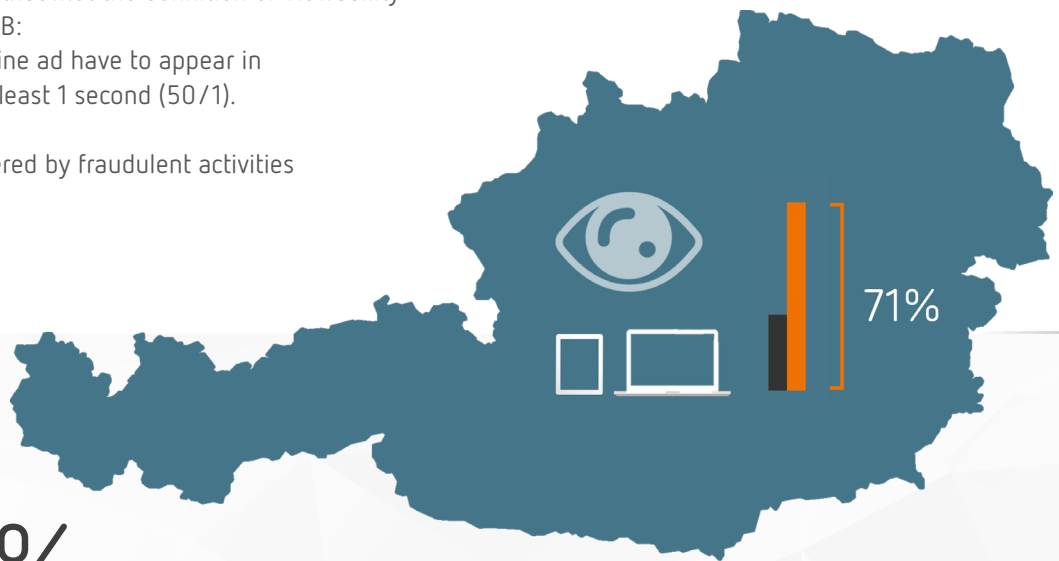 B:
ine ad have to appear in
least 1 second (50/1).
ered by fraudulent activities
71%
%